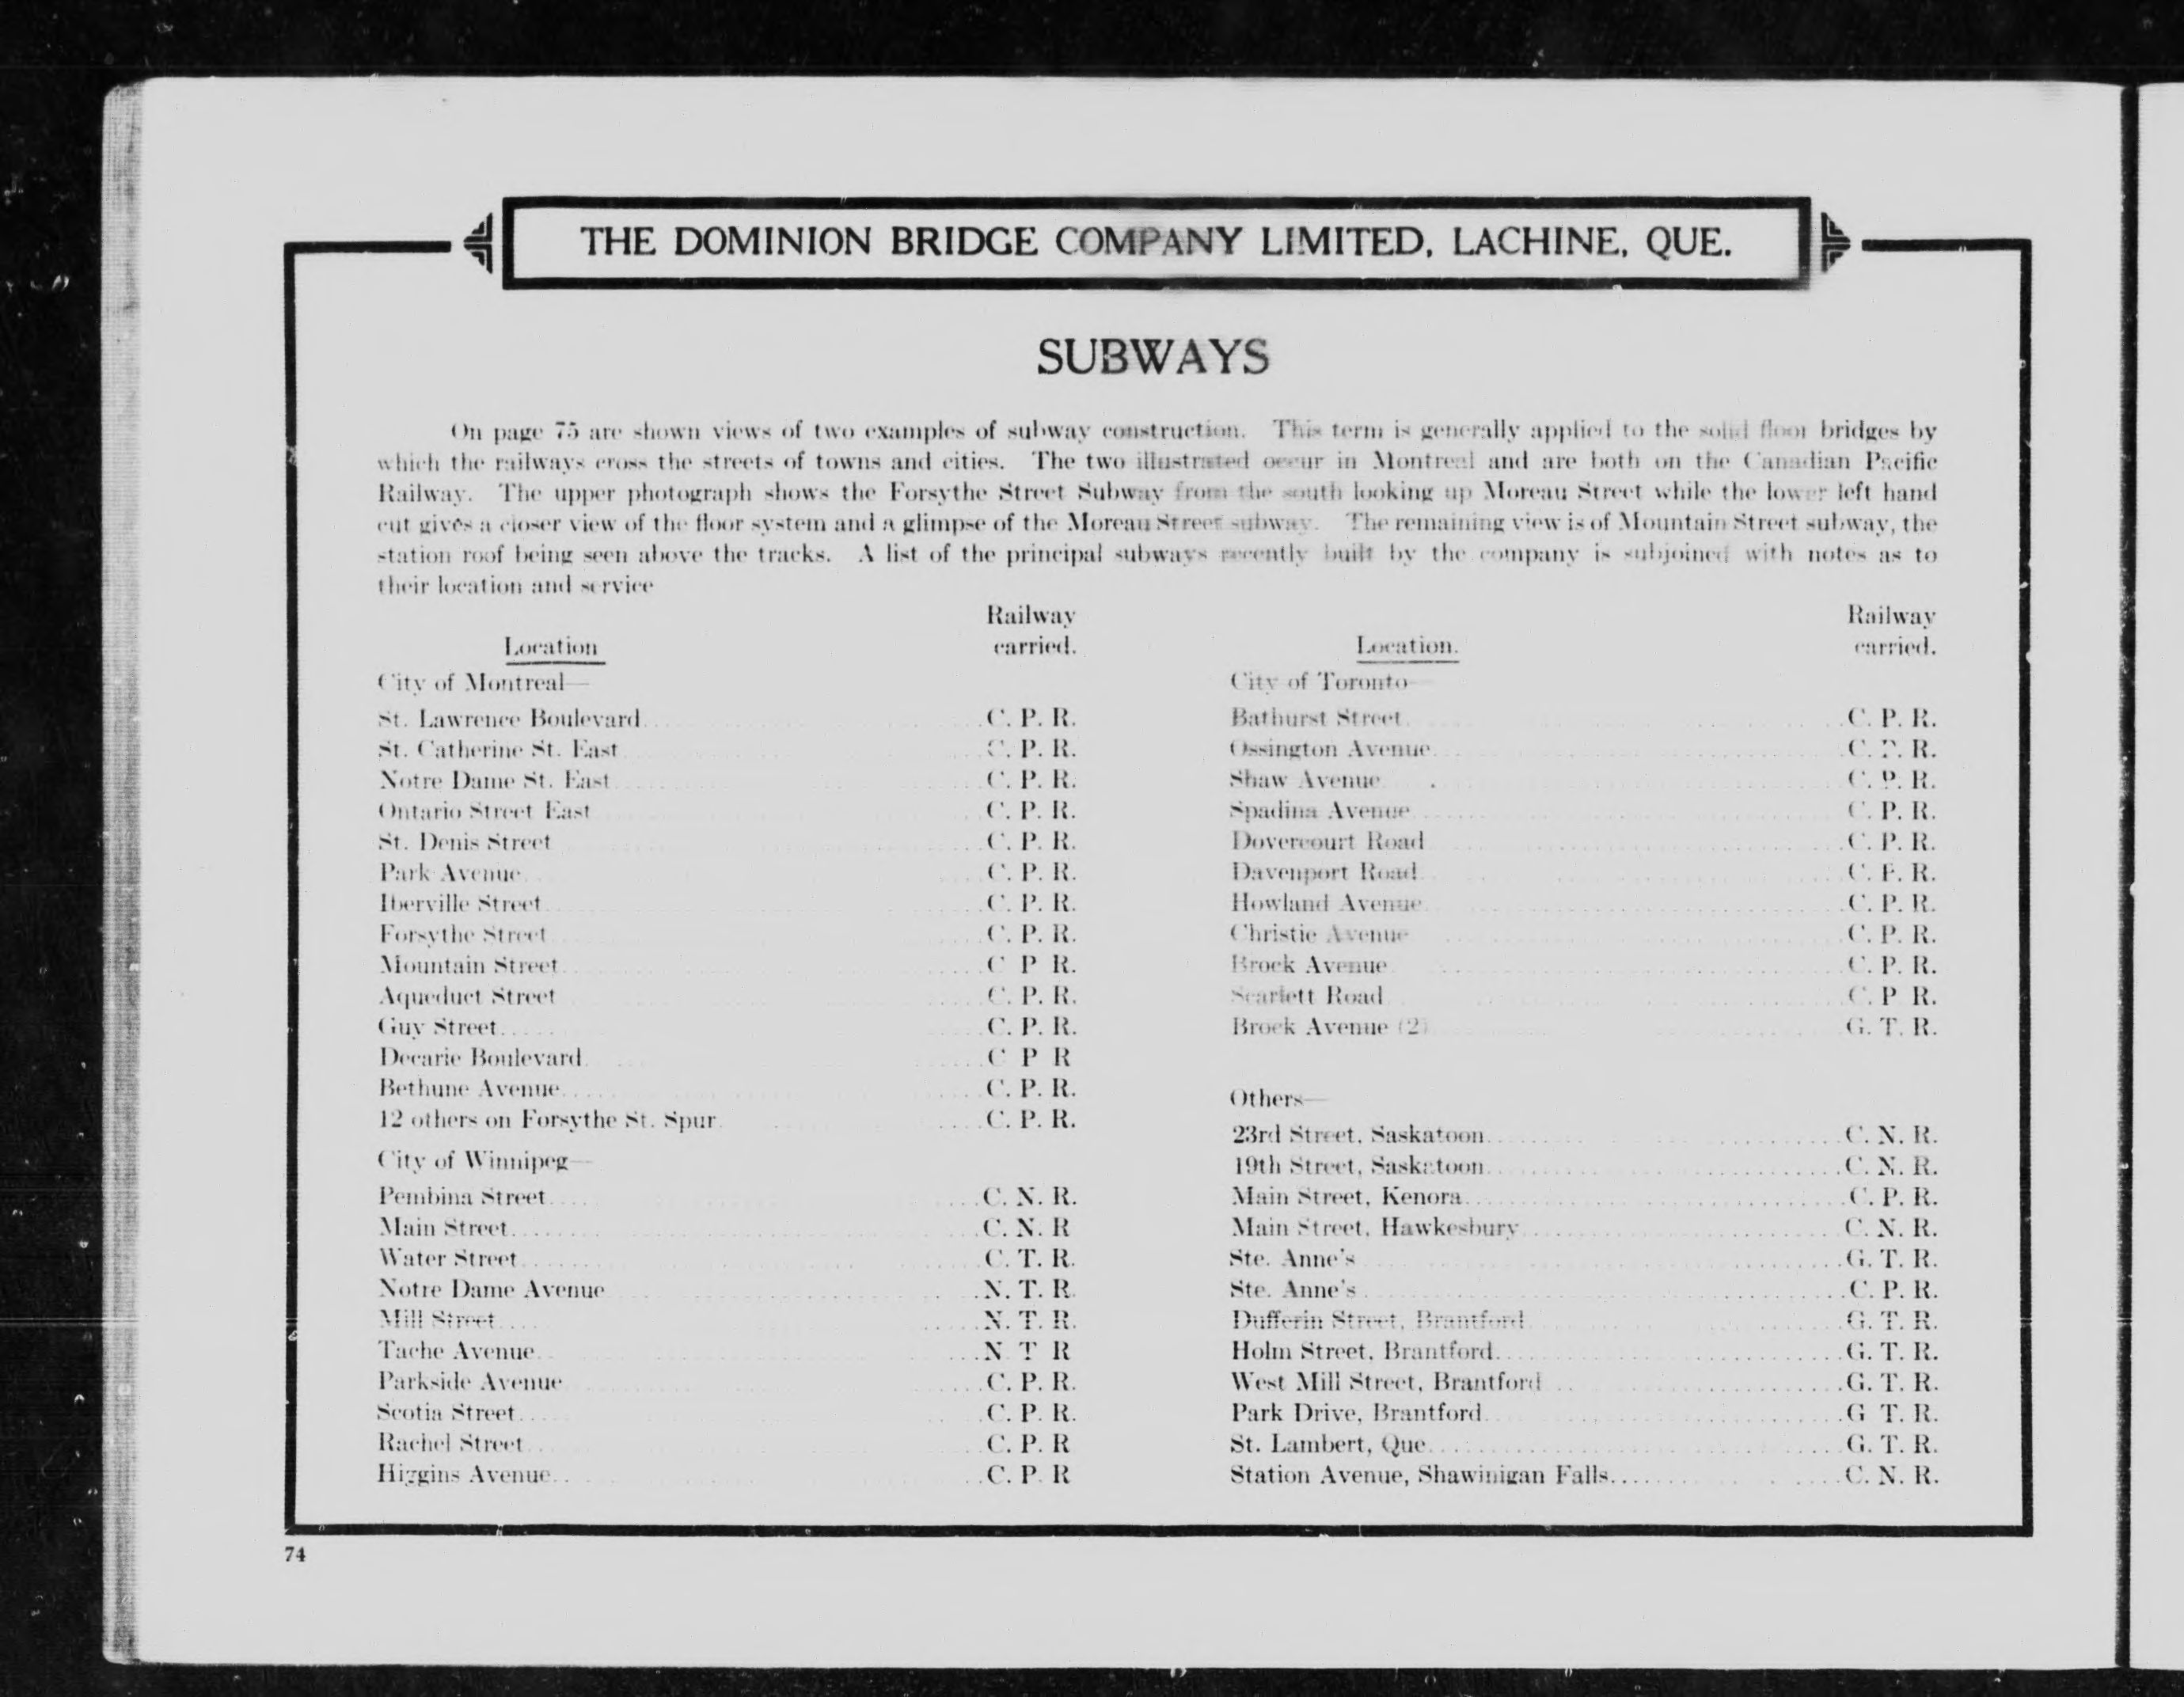 THE DOMINION BRIDGE COMPANY LIMITED, LACHINE, QUE.
SUBWAYS
On page 75 are shown views of two examples of subway construction. This term is generally applied to the solid floor bridges by
which the railways cross the streets of towns and cities. The two illustrated occur in Montreal and are both on the Canadian Pacific
Railway. The upper photograph shows the Forsythe Street Subway from the south looking up Moreau Street while the lower left hand
cut gives a closer view of the floor system and a glimpse of the Moreau Street subway. The remaining view is of Mountain Street subway, the
station roof being seen above the tracks. A list of the principal subways recently built by the company is subjoined with notes as to
their location and service
Railway
Location carried.
City of Montreal—
St. Lawrence Boulevard C. P. R.
St. Catherine St. East C. P. R.
Notre Dame St. East C. P. R.
Ontario Street East C. P. R.
St. Denis Street C. P. R.
Park Avenue C. P. R.
Iberville Street C. P. R.
Forsythe Street C. P. R.
Mountain Street C P R.
Aqueduct Street C. P. R.
Guy Street C. P. R.
Decarie Boulevard C P R
Bethune Avenue C. P. R.
12 others on Forsythe St. Spur C. P. R.
City of Winnipeg—
Pembina Street C. N. R.
Main Street C. N. R
Water Street C. T. R.
Notre Dame Avenue N. T. R.
Mill Street N. T. R.
Tache Avenue N T R
Parkside Avenue C. P. R.
Scotia Street C. P. R.
Rachel Street C. P. R
Higgins Avenue C. P. R
Railway
Location. carried.
City of Toronto—
Bathurst Street C. P. R.
Ossington Avenue C. P. R.
Shaw Avenue C. P. R.
Spadina Avenue C. P. R.
Dovercourt Road C. P. R.
Davenport Road C. P. R.
Howland Avenue C. P. R.
Christie Avenue C. P. R.
Brock Avenue C. P. R.
Scarlett Road C. P R.
Brock Avenue (2) G. T. R.
Others—
23rd Street, Saskatoon C. N. R.
19th Street, Saskatoon C. N. R.
Main Street, Kenora C. P. R.
Main Street, Hawkesbury C. N. R.
Ste. Anne's G. T. R.
Ste. Anne's C. P. R.
Dufferin Street, Brantford G. T. R.
Holm Street, Brantford G. T. R.
West Mill Street, Brantford G. T. R.
Park Drive, Brantford G T. R.
St. Lambert, Que. G. T. R.
Station Avenue, Shawinigan Falls C. N. R.
74